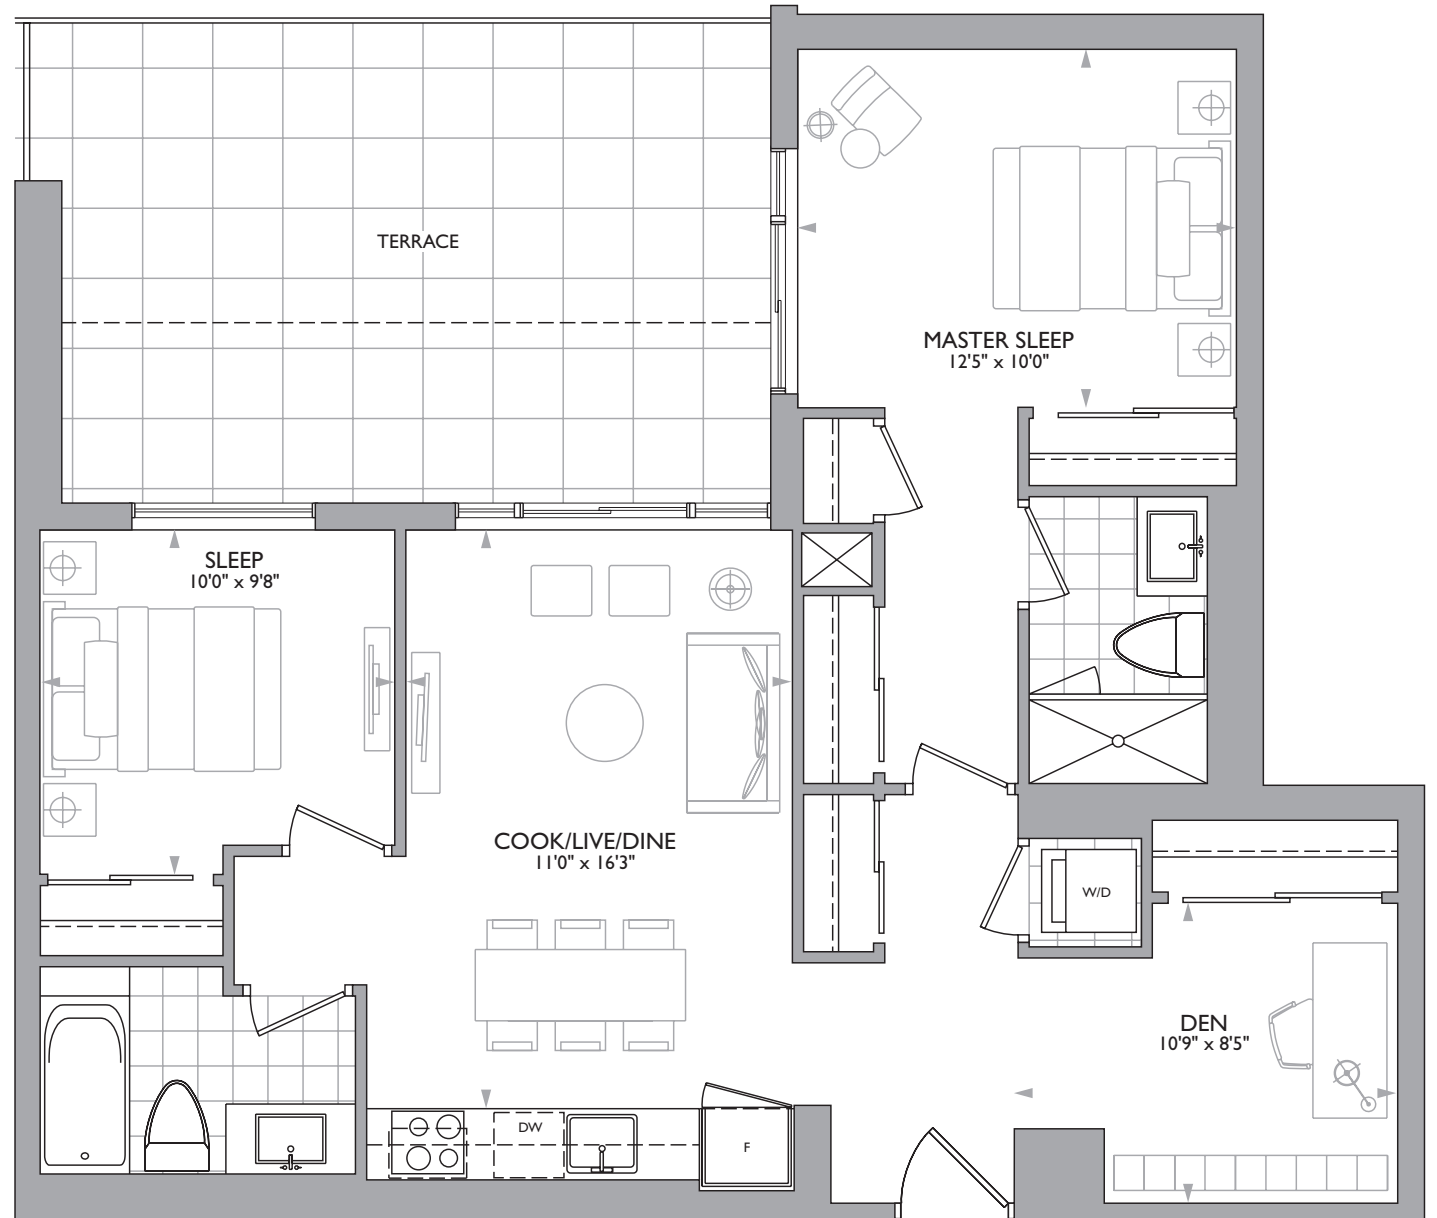 TERRACE
MASTER SLEEP
12'5" x 10'0"
SLEEP
10'0" x 9'8"
COOK/LIVE/DINE
11'0" x 16'3"
W/D
DEN
10'9" x 8'5"
DW
F